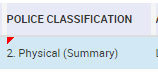 POLICE CLASSIFICATION
2. Physical (Summary)